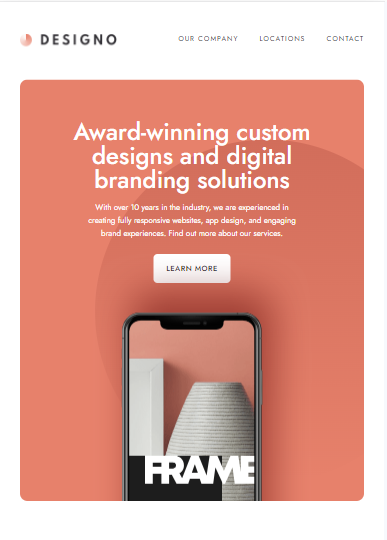 DESIGNO
OUR COMPANY LOCATIONS CONTACT
Award-winning custom
designs and digital
branding solutions
With over 10 years in the industry, we are experienced in
creating fully responsive websites, app design, and engaging
brand experiences. Find out more about our services.
LEARN MORE
FRAME